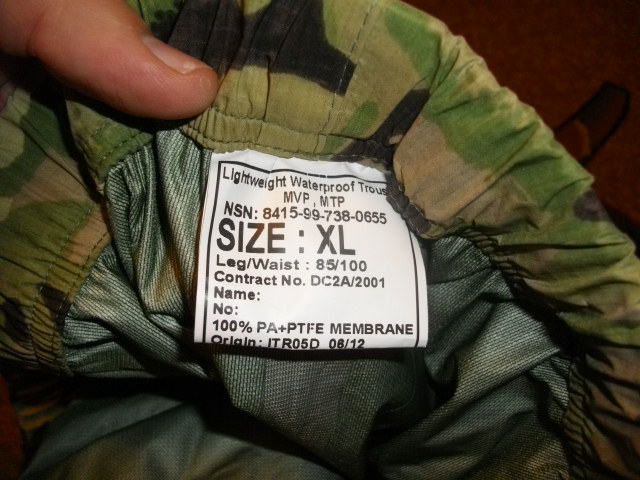 Lightweight Waterproof Trous
MVP , MTP
NSN: 8415-99-738-0655
SIZE : XL
Leg/Waist : 85/100
Contract No. DC2A/2001
Name:
No:
100% PA+PTFE MEMBRANE
Origin: ITR05D 06/12